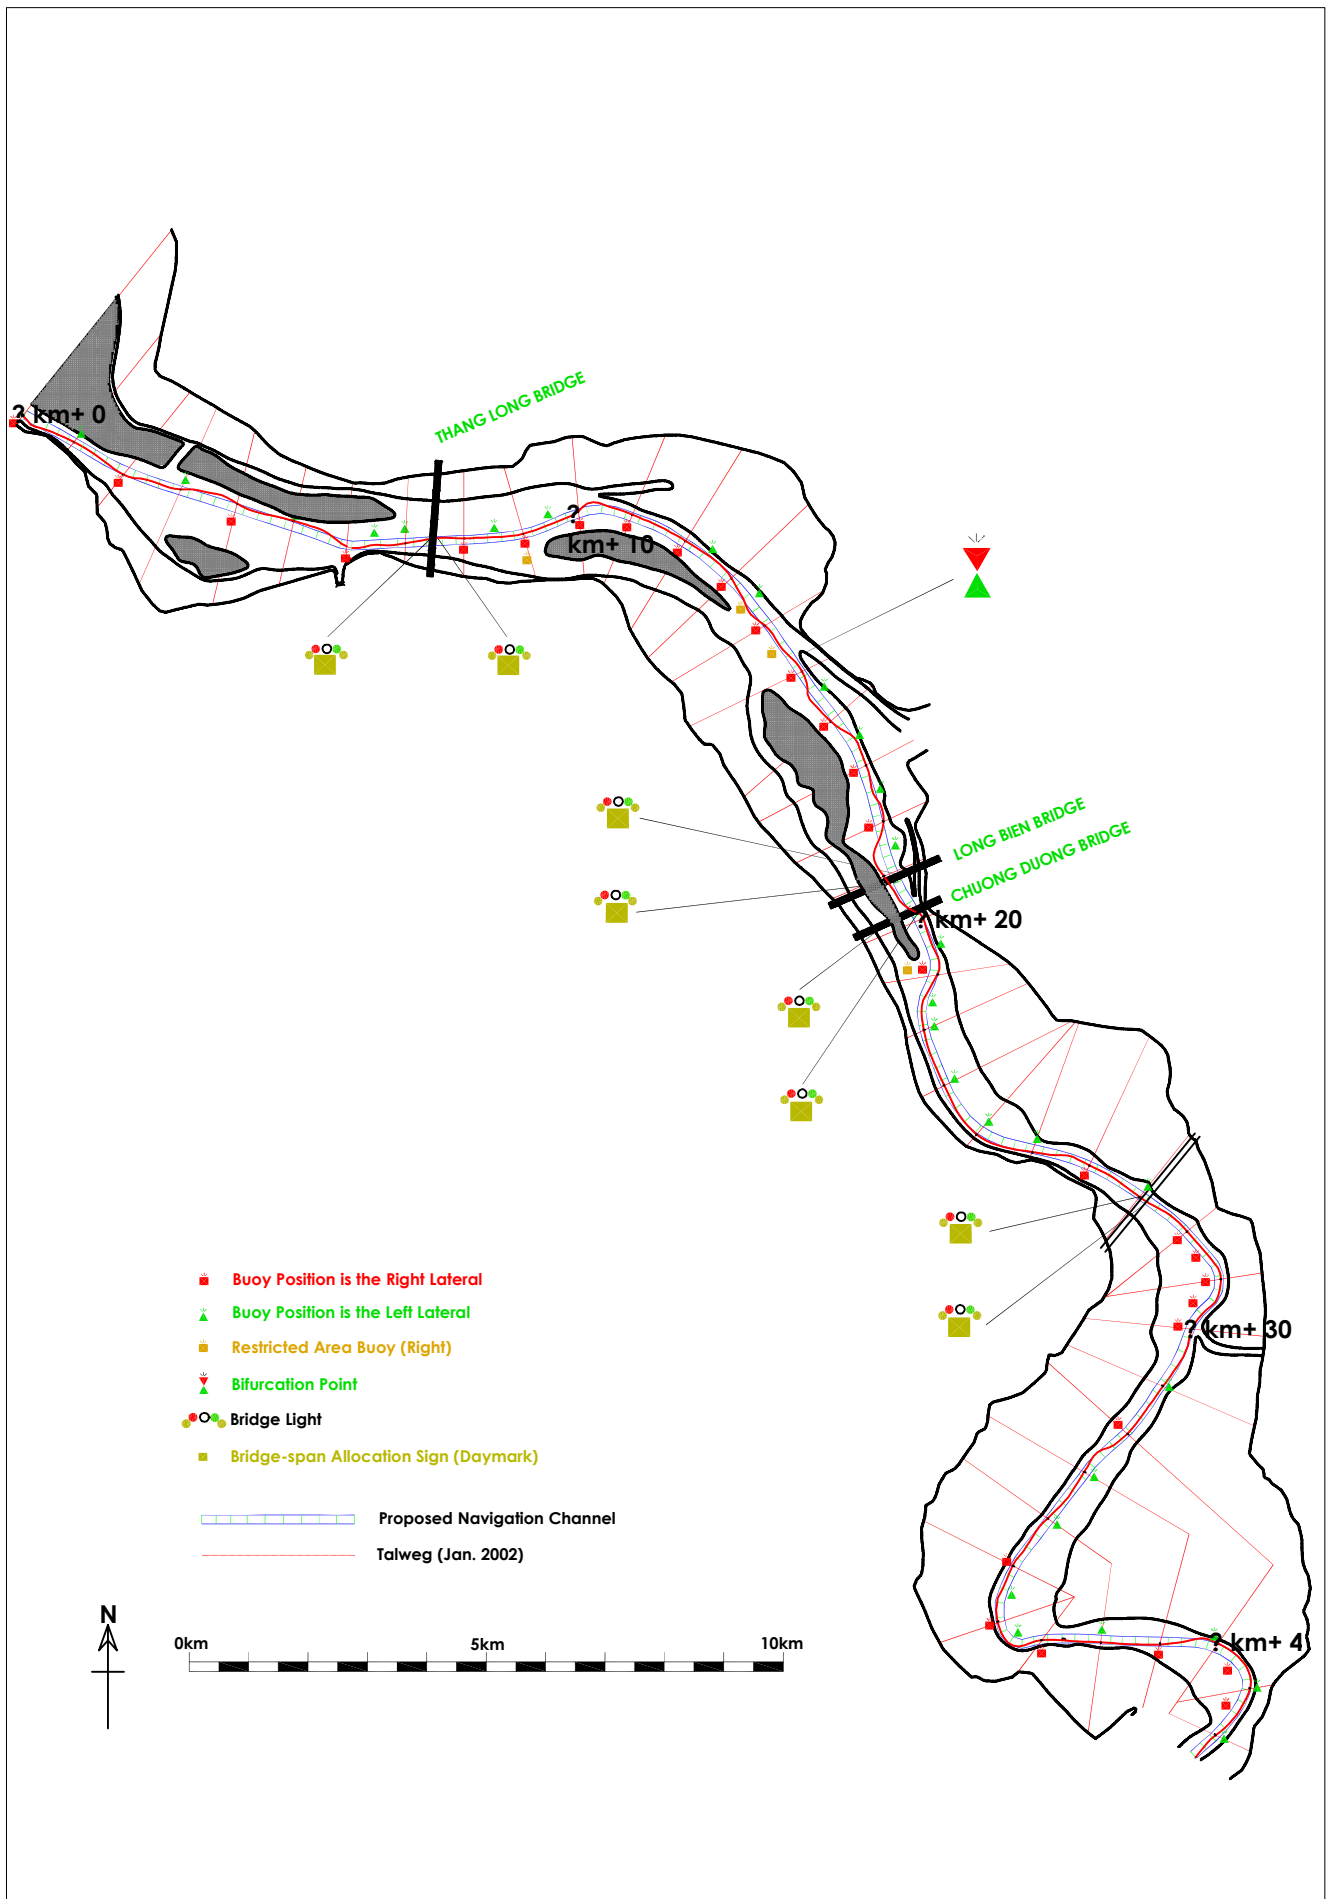 THANG LONG BRIDGE
? km+ 0
?
km+ 10
LONG BIEN BRIDGE
CHUONG DUONG BRIDGE
? km+ 20
Buoy Position is the Right Lateral
Buoy Position is the Left Lateral
Restricted Area Buoy (Right)
? km+ 30
Bifurcation Point
Bridge Light
Bridge-span Allocation Sign (Daymark)
Proposed Navigation Channel
Talweg (Jan. 2002)
N
0km 5km 10km
? km+ 4